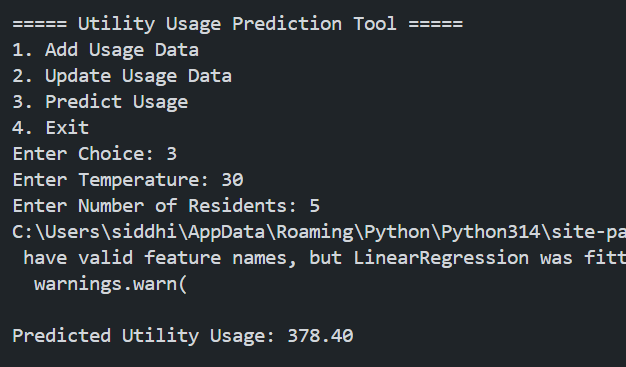 ===== Utility Usage Prediction Tool =====
1. Add Usage Data
2. Update Usage Data
3. Predict Usage
4. Exit
Enter Choice: 3
Enter Temperature: 30
Enter Number of Residents: 5
C:\Users\siddhi\AppData\Roaming\Python\Python314\site-pa
have valid feature names, but LinearRegression was fitt
warnings.warn(
Predicted Utility Usage: 378.40